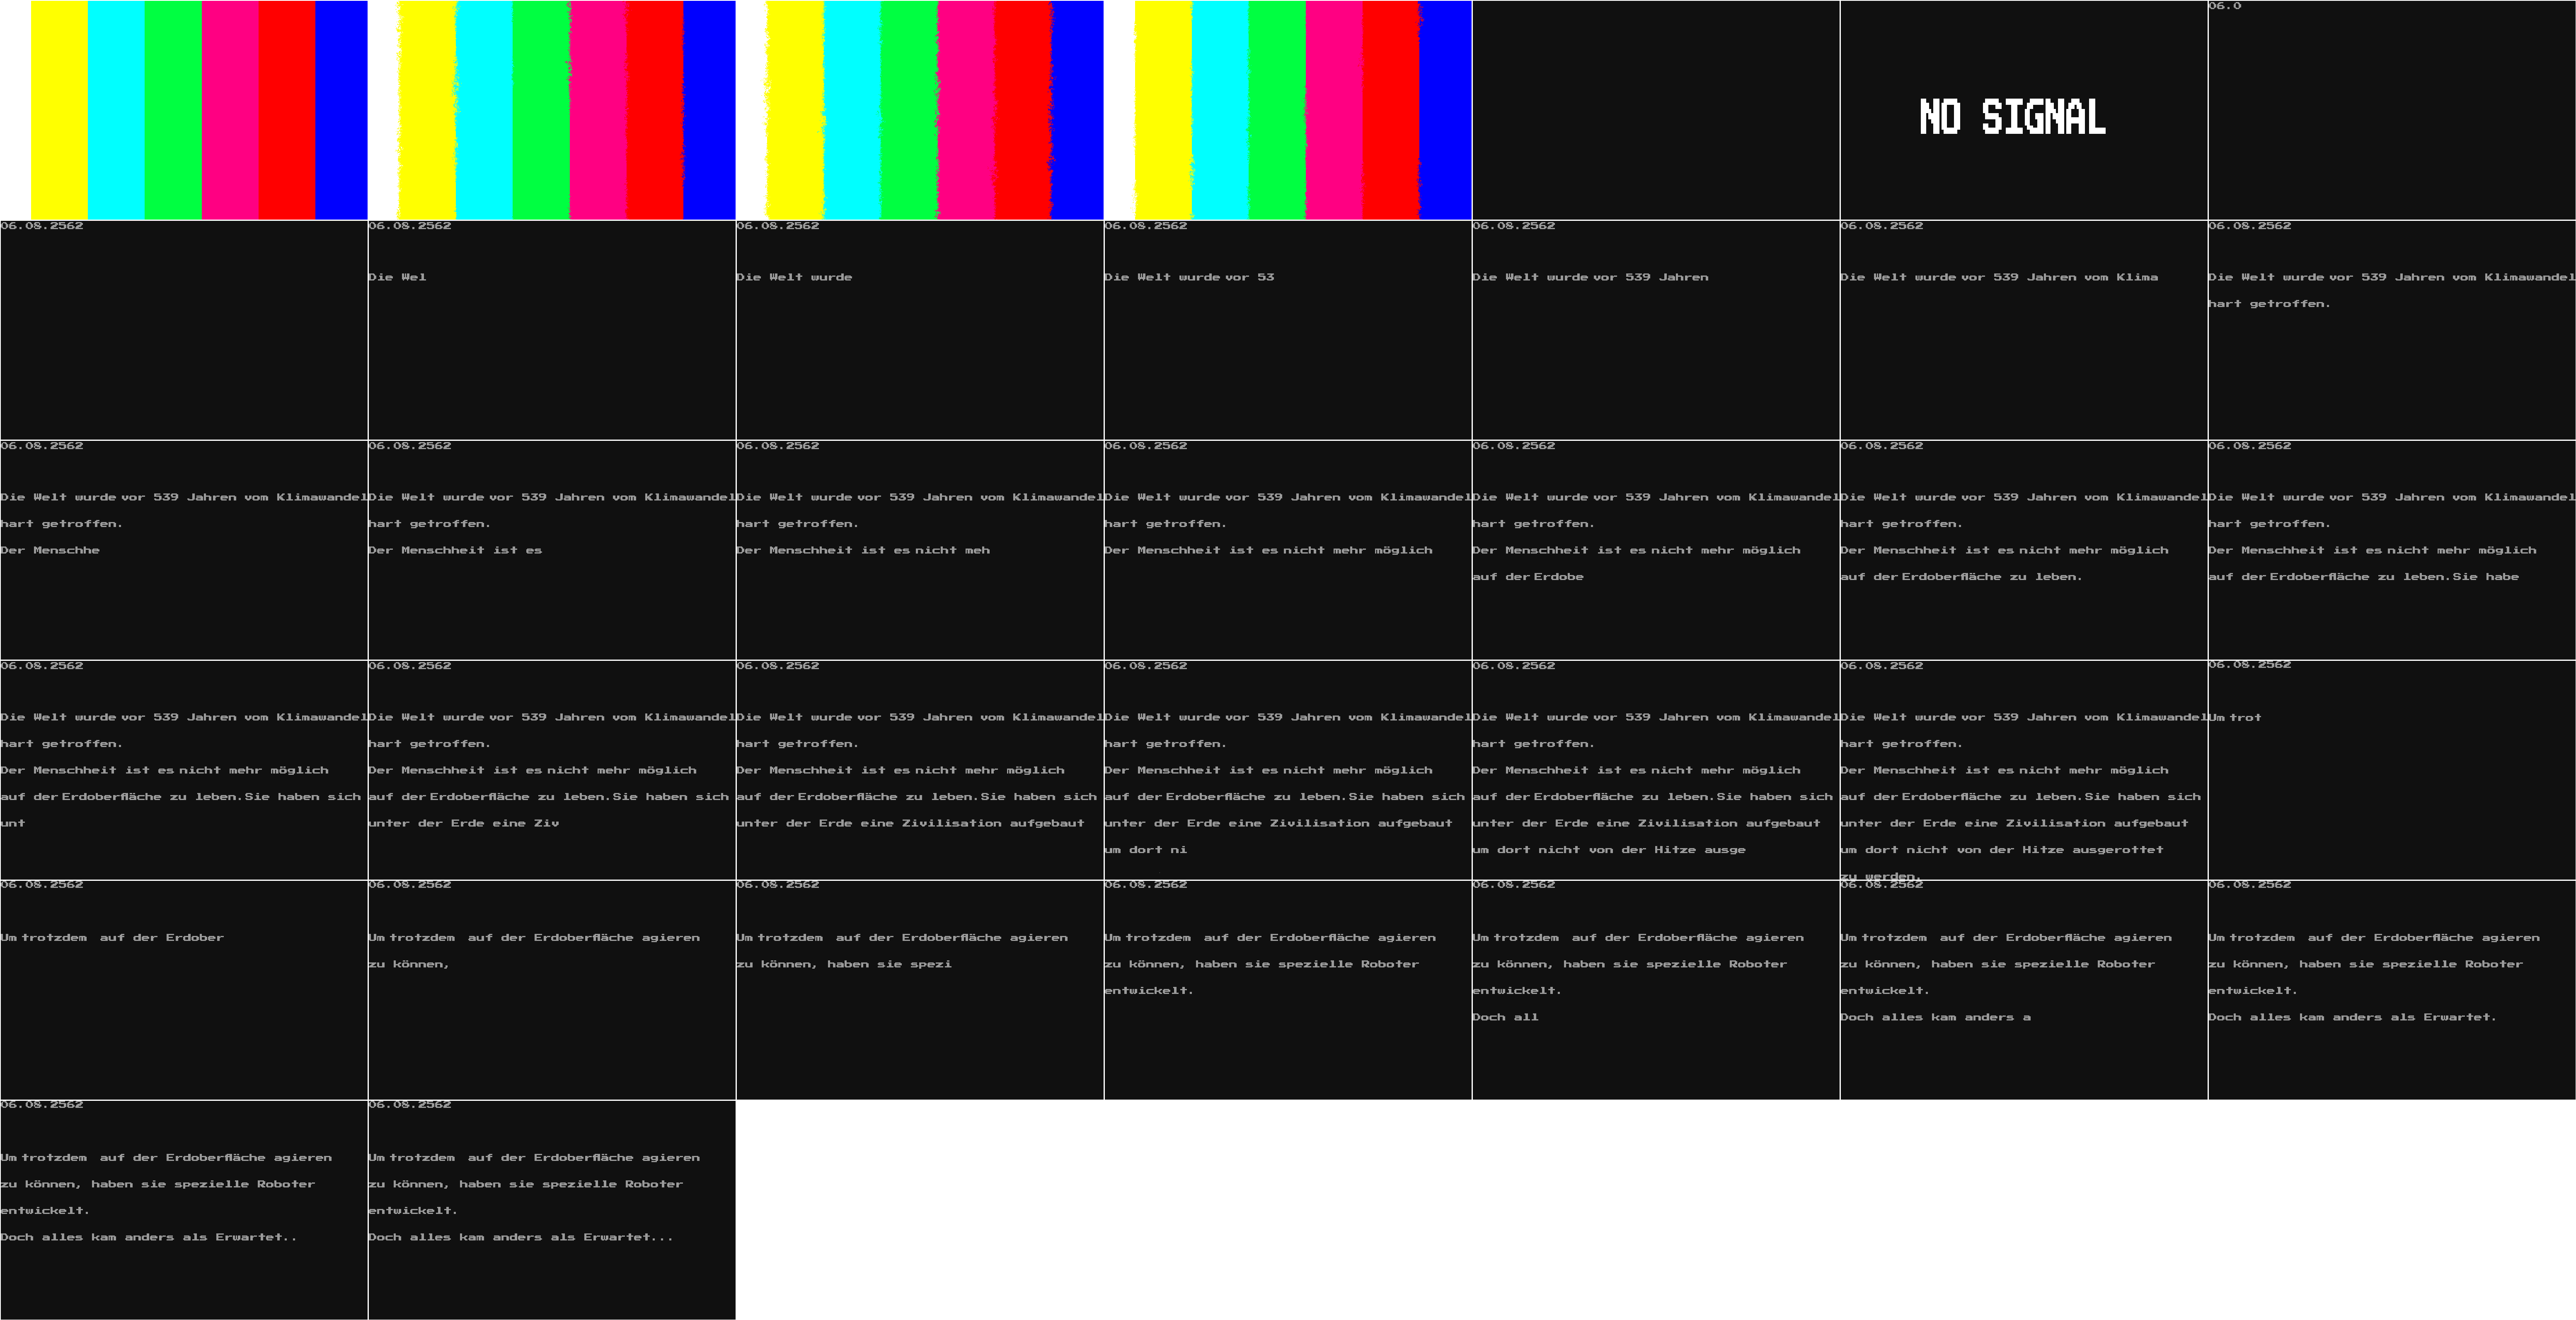 NO SIGNAL
06.0
06.08.2562
06.08.2562
Die Wel
06.08.2562
Die Welt wurde
06.08.2562
Die Welt wurde vor 53
06.08.2562
Die Welt wurde vor 539 Jahren
06.08.2562
Die Welt wurde vor 539 Jahren vom Klima
06.08.2562
Die Welt wurde vor 539 Jahren vom Klimawandel
hart getroffen.
06.08.2562
Die Welt wurde vor 539 Jahren vom Klimawandel
hart getroffen.
Der Menschhe
06.08.2562
Die Welt wurde vor 539 Jahren vom Klimawandel
hart getroffen.
Der Menschheit ist es
06.08.2562
Die Welt wurde vor 539 Jahren vom Klimawandel
hart getroffen.
Der Menschheit ist es nicht meh
06.08.2562
Die Welt wurde vor 539 Jahren vom Klimawandel
hart getroffen.
Der Menschheit ist es nicht mehr möglich
06.08.2562
Die Welt wurde vor 539 Jahren vom Klimawandel
hart getroffen.
Der Menschheit ist es nicht mehr möglich
auf der Erdobe
06.08.2562
Die Welt wurde vor 539 Jahren vom Klimawandel
hart getroffen.
Der Menschheit ist es nicht mehr möglich
auf der Erdoberfläche zu leben.
06.08.2562
Die Welt wurde vor 539 Jahren vom Klimawandel
hart getroffen.
Der Menschheit ist es nicht mehr möglich
auf der Erdoberfläche zu leben. Sie habe
06.08.2562
Die Welt wurde vor 539 Jahren vom Klimawandel
hart getroffen.
Der Menschheit ist es nicht mehr möglich
auf der Erdoberfläche zu leben. Sie haben sich
unt
06.08.2562
Die Welt wurde vor 539 Jahren vom Klimawandel
hart getroffen.
Der Menschheit ist es nicht mehr möglich
auf der Erdoberfläche zu leben. Sie haben sich
unter der Erde eine Ziv
06.08.2562
Die Welt wurde vor 539 Jahren vom Klimawandel
hart getroffen.
Der Menschheit ist es nicht mehr möglich
auf der Erdoberfläche zu leben. Sie haben sich
unter der Erde eine Zivilisation aufgebaut
06.08.2562
Die Welt wurde vor 539 Jahren vom Klimawandel
hart getroffen.
Der Menschheit ist es nicht mehr möglich
auf der Erdoberfläche zu leben. Sie haben sich
unter der Erde eine Zivilisation aufgebaut
um dort ni
06.08.2562
Die Welt wurde vor 539 Jahren vom Klimawandel
hart getroffen.
Der Menschheit ist es nicht mehr möglich
auf der Erdoberfläche zu leben. Sie haben sich
unter der Erde eine Zivilisation aufgebaut
um dort nicht von der Hitze ausge
06.08.2562
Die Welt wurde vor 539 Jahren vom Klimawandel
hart getroffen.
Der Menschheit ist es nicht mehr möglich
auf der Erdoberfläche zu leben. Sie haben sich
unter der Erde eine Zivilisation aufgebaut
um dort nicht von der Hitze ausgerottet
zu werden.
06.08.2562
Um trot
06.08.2562
Um trotzdem auf der Erdober
06.08.2562
Um trotzdem auf der Erdoberfläche agieren
zu können,
06.08.2562
Um trotzdem auf der Erdoberfläche agieren
zu können, haben sie spezi
06.08.2562
Um trotzdem auf der Erdoberfläche agieren
zu können, haben sie spezielle Roboter
entwickelt.
06.08.2562
Um trotzdem auf der Erdoberfläche agieren
zu können, haben sie spezielle Roboter
entwickelt.
Doch all
06.08.2562
Um trotzdem auf der Erdoberfläche agieren
zu können, haben sie spezielle Roboter
entwickelt.
Doch alles kam anders a
06.08.2562
Um trotzdem auf der Erdoberfläche agieren
zu können, haben sie spezielle Roboter
entwickelt.
Doch alles kam anders als Erwartet.
06.08.2562
Um trotzdem auf der Erdoberfläche agieren
zu können, haben sie spezielle Roboter
entwickelt.
Doch alles kam anders als Erwartet..
06.08.2562
Um trotzdem auf der Erdoberfläche agieren
zu können, haben sie spezielle Roboter
entwickelt.
Doch alles kam anders als Erwartet...